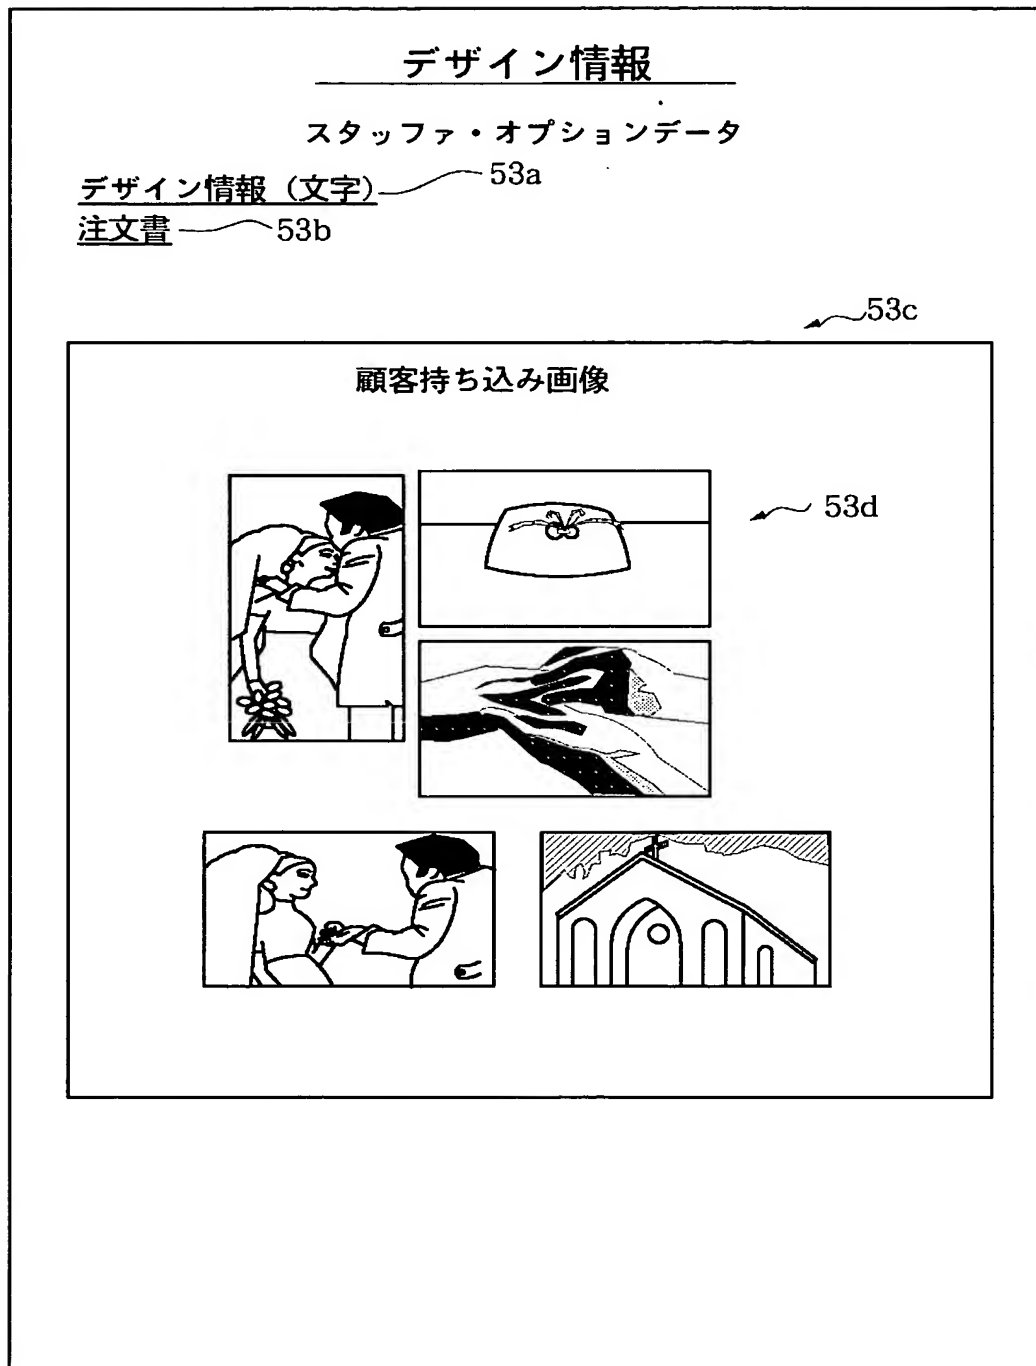 デザイン情報
スタッファ・オプションデータ
デザイン情報（文字） 53a
注文書 53b
53c
顧客持ち込み画像
53d